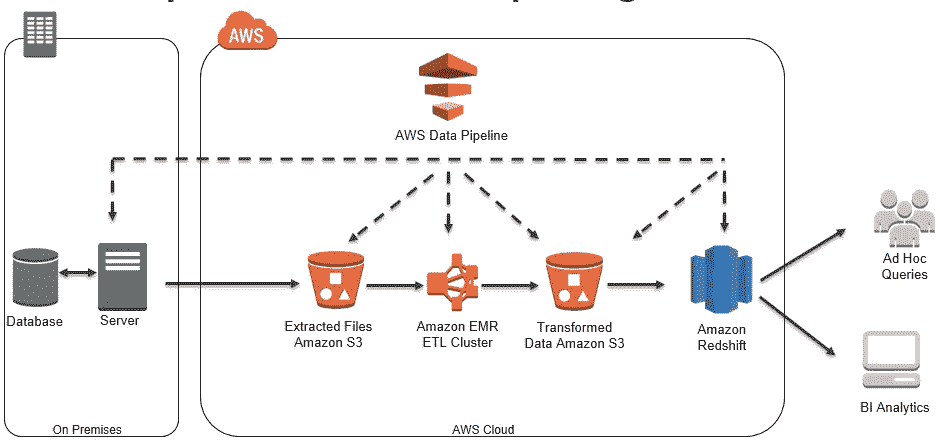 AWS
AWS Data Pipeline
Database
Server
Extracted Files
Amazon S3
Amazon EMR
ETL Cluster
Transformed
Data Amazon S3
Amazon
Redshift
Ad Hoc
Queries
BI Analytics
On Premises
AWS Cloud